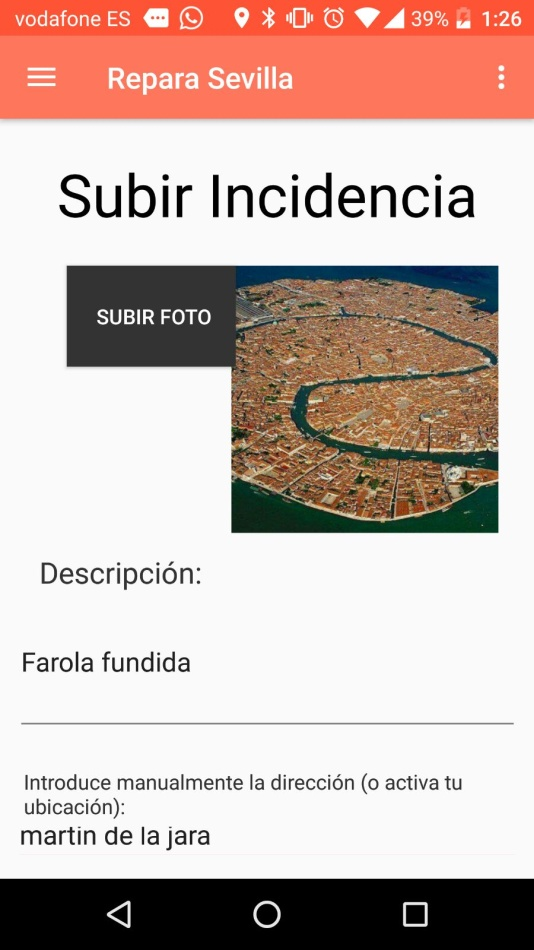 vodafone ES 39% 1:26
Repara Sevilla
Subir Incidencia
SUBIR FOTO
Descripción:
Farola fundida
Introduce manualmente la dirección (o activa tu
ubicación):
martin de la jara